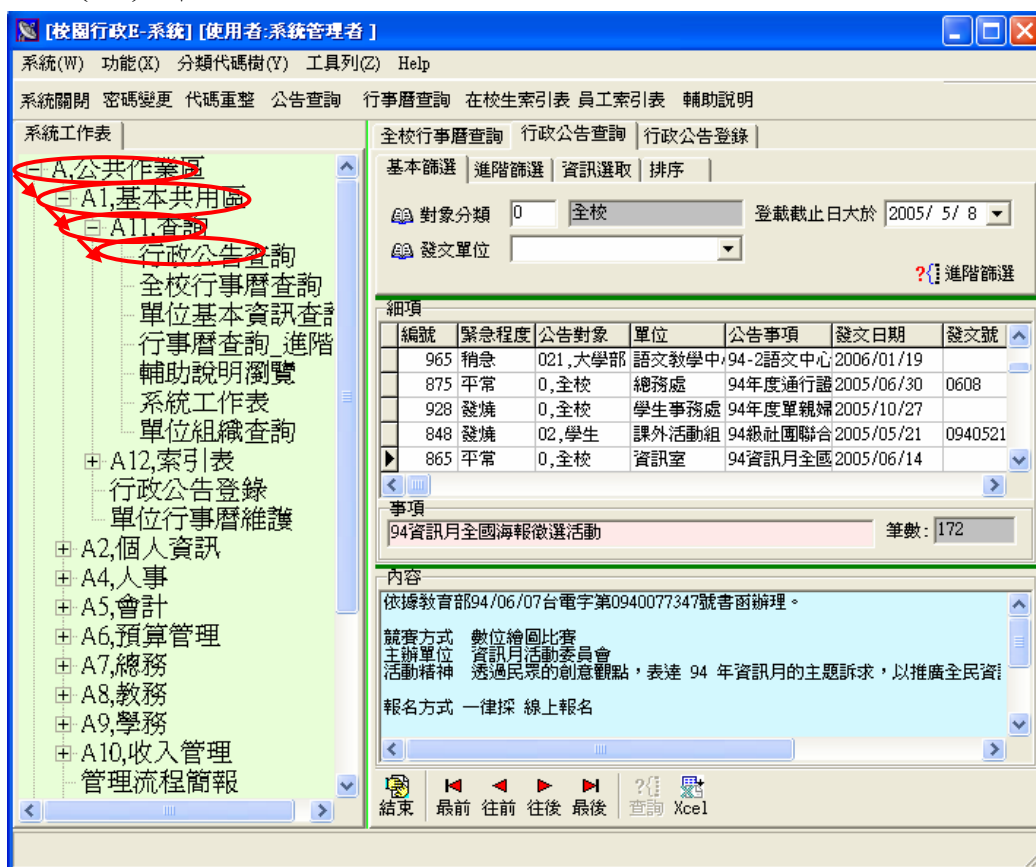 [校園行政E-系統] [使用者:系統管理者 ]
系統(W) 功能(X) 分類代碼樹(Y) 工具列(Z) Help
系統關閉 密碼變更 代碼重整 公告查詢 行事曆查詢 在校生索引表 員工索引表 輔助說明
系統工作表
A,公共作業區
A1,基本共用區
A11,查詢
行政公告查詢
全校行事曆查詢
單位基本資訊查詢
行事曆查詢_進階
輔助說明瀏覽
系統工作表
單位組織查詢
A12,索引表
行政公告登錄
單位行事曆維護
A2,個人資訊
A4,人事
A5,會計
A6,預算管理
A7,總務
A8,教務
A9,學務
A10,收入管理
管理流程簡報
全校行事曆查詢 行政公告查詢 行政公告登錄
基本篩選 進階篩選 資訊選取 排序
對象分類 0 全校 登載截止日大於 2005/ 5/ 8
發文單位
?{ 進階篩選
細項
編號 緊急程度 公告對象 單位 公告事項 發文日期 發文號
965 稍急 021,大學部 語文教學中 94-2語文中心 2006/01/19
875 平常 0,全校 總務處 94年度通行證 2005/06/30 0608
928 發燒 0,全校 學生事務處 94年度單親婦 2005/10/27
848 發燒 02,學生 課外活動組 94級社團聯合 2005/05/21 0940521
865 平常 0,全校 資訊室 94資訊月全國 2005/06/14
事項
94資訊月全國海報徵選活動 筆數: 172
內容
依據教育部94/06/07台電字第0940077347號書函辦理。
競賽方式 數位繪圖比賽
主辦單位 資訊月活動委員會
活動精神 透過民眾的創意觀點，表達 94 年資訊月的主題訴求，以推廣全民資訊
報名方式 一律採 線上報名
結束 最前 往前 往後 最後 查詢 Xcel